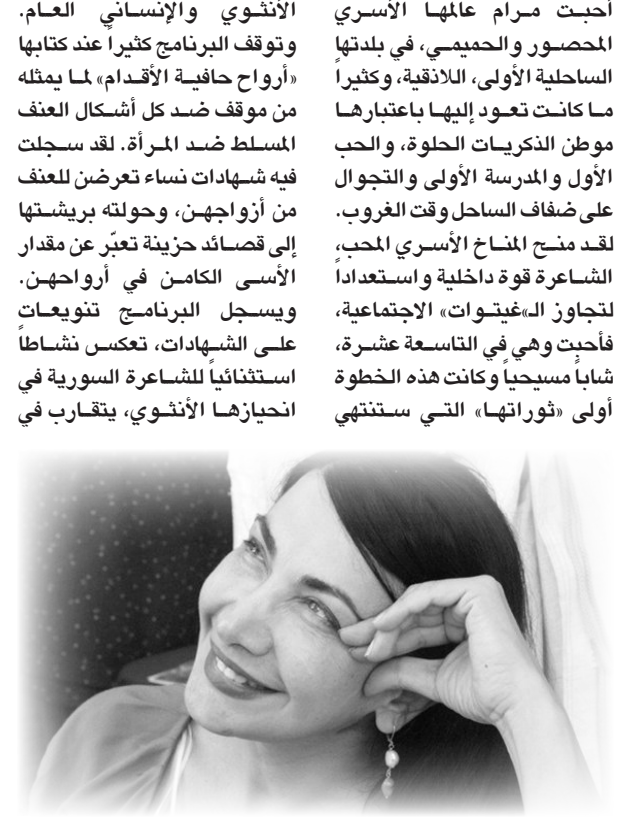 أحبت مرام عالمها الأسري
المحصور والحميمي، في بلدتها
الساحلية الأولى، اللاذقية، وكثيراً
ما كانت تعود إليها باعتبارها
موطن الذكريات الحلوة، والحب
الأول والمدرسة الأولى والتجوال
على ضفاف الساحل وقت الغروب.
لقد منح المناخ الأسري المحب،
الشاعرة قوة داخلية واستعداداً
لتجاوز الـ»غيتوات» الاجتماعية،
فأحبت وهي في التاسعة عشرة،
شاباً مسيحياً وكانت هذه الخطوة
أولى «ثوراتها» التي ستنتهي
الأنثوي والإنساني العام.
وتوقف البرنامج كثيراً عند كتابها
«أرواح حافية الأقدام» لما يمثله
من موقف ضد كل أشكال العنف
المسلط ضد المرأة. لقد سجلت
فيه شهادات نساء تعرضن للعنف
من أزواجهن، وحولته بريشتها
إلى قصائد حزينة تعبّر عن مقدار
الأسى الكامن في أرواحهن.
ويسجل البرنامج تنويعات
على الشهادات، تعكس نشاطاً
استثنائياً للشاعرة السورية في
انحيازها الأنثوي، يتقارب في